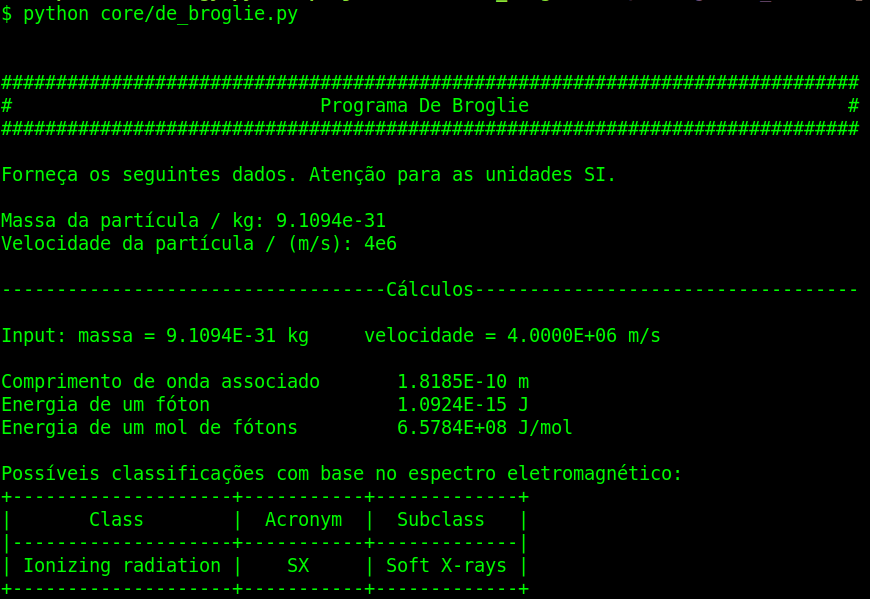 $ python core/de_broglie.py
##############################################################################
# Programa De Broglie #
##############################################################################
Forneça os seguintes dados. Atenção para as unidades SI.
Massa da partícula / kg: 9.1094e-31
Velocidade da partícula / (m/s): 4e6
-----------------------------------Cálculos-----------------------------------
Input: massa = 9.1094E-31 kg     velocidade = 4.0000E+06 m/s
Comprimento de onda associado       1.8185E-10 m
Energia de um fóton                 1.0924E-15 J
Energia de um mol de fótons         6.5784E+08 J/mol
Possíveis classificações com base no espectro eletromagnético:
+--------------------+-----------+-------------+
|       Class        |  Acronym  |  Subclass   |
|--------------------+-----------+-------------|
| Ionizing radiation |    SX     | Soft X-rays |
+--------------------+-----------+-------------+